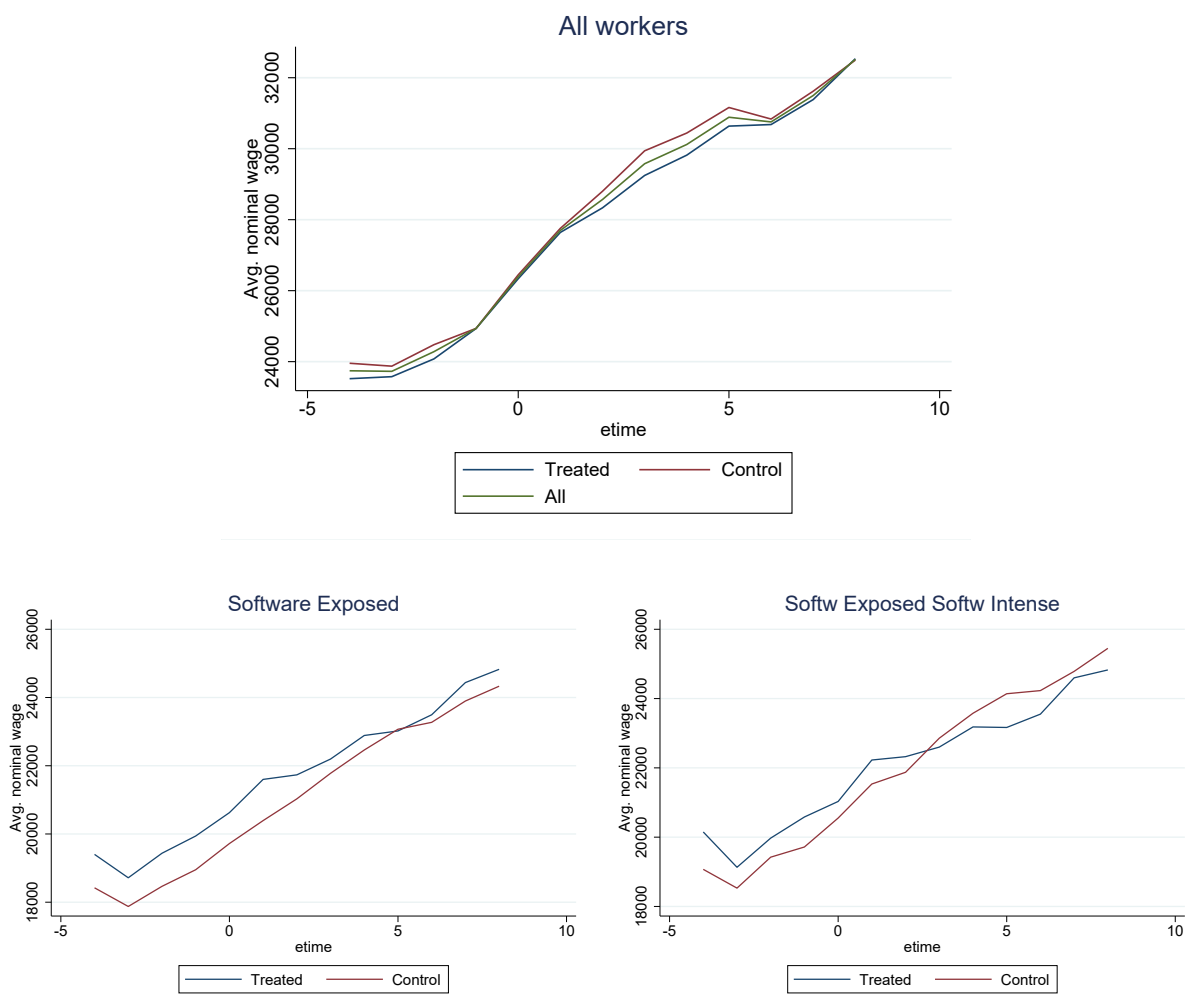 All workers
Avg. nominal wage
32000
30000
28000
26000
24000
-5 0 5 10
etime
Treated Control
All
Software Exposed
Avg. nominal wage
26000
24000
22000
20000
18000
-5 0 5 10
etime
Treated Control
Softw Exposed Softw Intense
Avg. nominal wage
26000
24000
22000
20000
18000
-5 0 5 10
etime
Treated Control